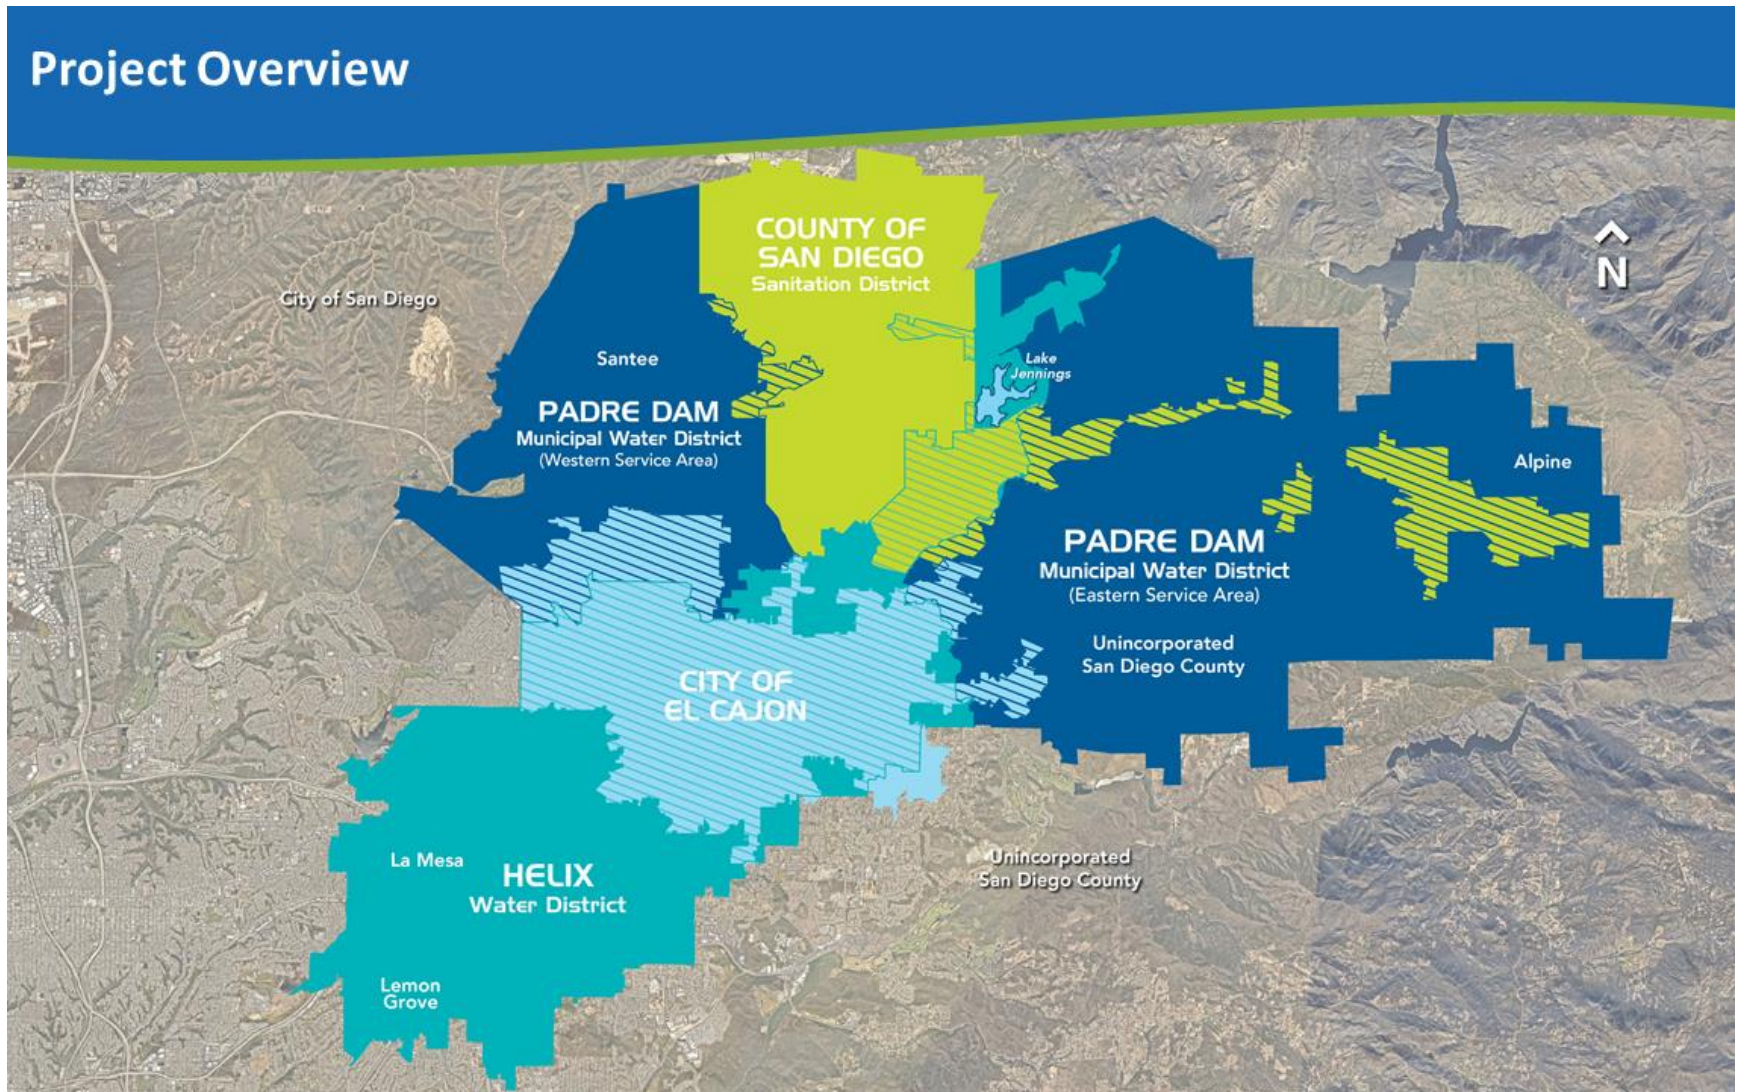 Project Overview
COUNTY OF
SAN DIEGO
Sanitation District
N
City of San Diego
Santee
Lake
Jennings
PADRE DAM
Municipal Water District
(Western Service Area)
Alpine
PADRE DAM
Municipal Water District
(Eastern Service Area)
Unincorporated
San Diego County
CITY OF
EL CAJON
La Mesa
HELIX
Water District
Unincorporated
San Diego County
Lemon
Grove